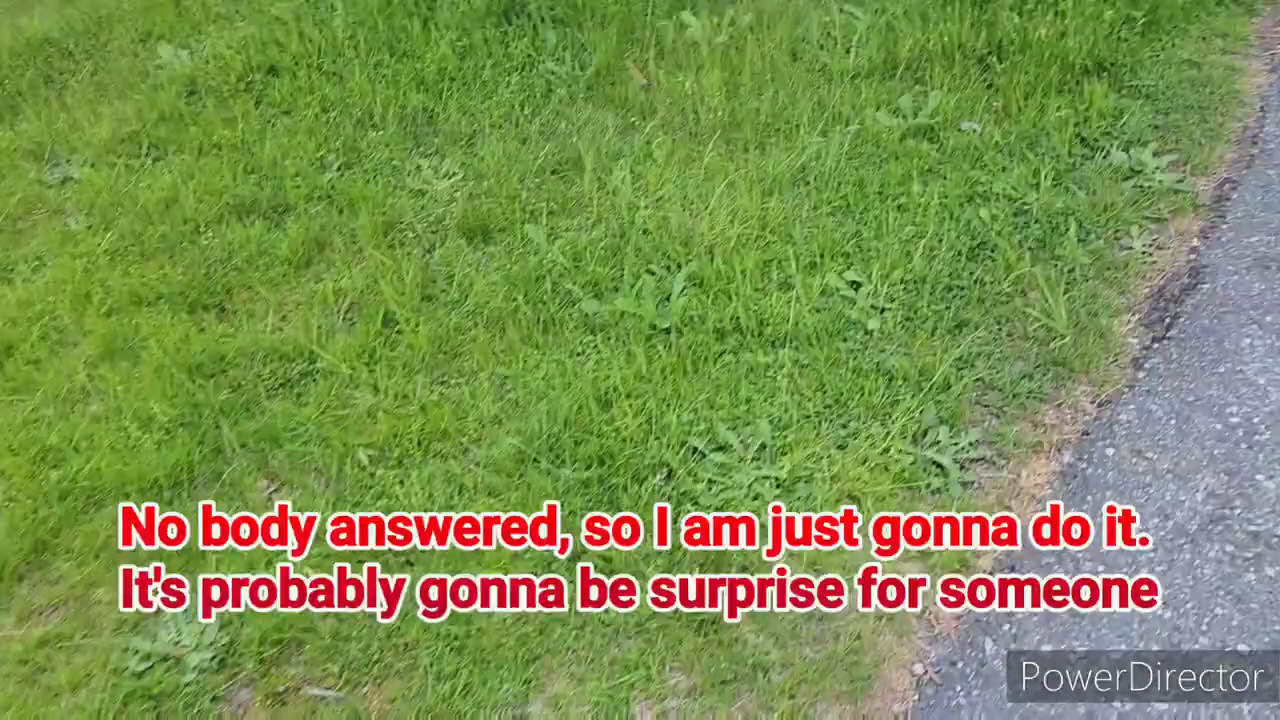 No body answered, so I am just gonna do it.
It's probably gonna be surprise for someone
PowerDirector